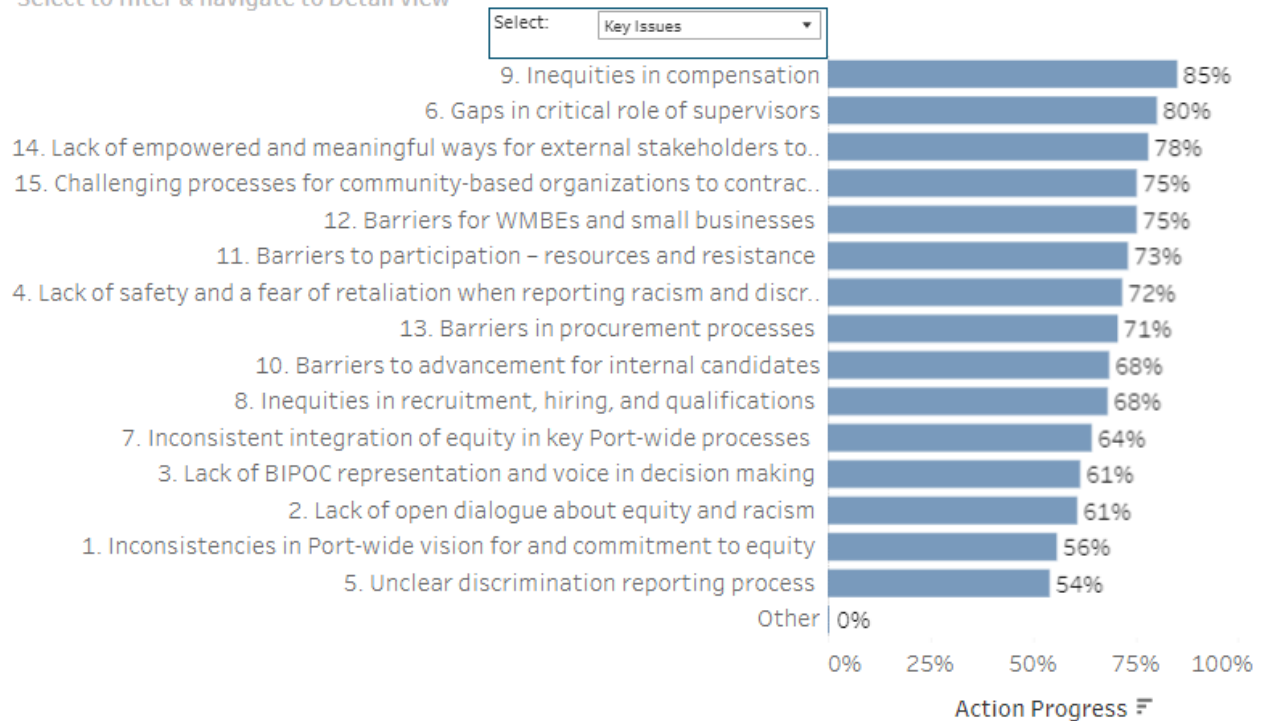 Select to filter & navigate to Detail view
Select: Key Issues
9. Inequities in compensation 85%
6. Gaps in critical role of supervisors 80%
14. Lack of empowered and meaningful ways for external stakeholders to.. 78%
15. Challenging processes for community-based organizations to contrac.. 75%
12. Barriers for WMBEs and small businesses 75%
11. Barriers to participation – resources and resistance 73%
4. Lack of safety and a fear of retaliation when reporting racism and discr.. 72%
13. Barriers in procurement processes 71%
10. Barriers to advancement for internal candidates 68%
8. Inequities in recruitment, hiring, and qualifications 68%
7. Inconsistent integration of equity in key Port-wide processes 64%
3. Lack of BIPOC representation and voice in decision making 61%
2. Lack of open dialogue about equity and racism 61%
1. Inconsistencies in Port-wide vision for and commitment to equity 56%
5. Unclear discrimination reporting process 54%
Other 0%
0% 25% 50% 75% 100%
Action Progress